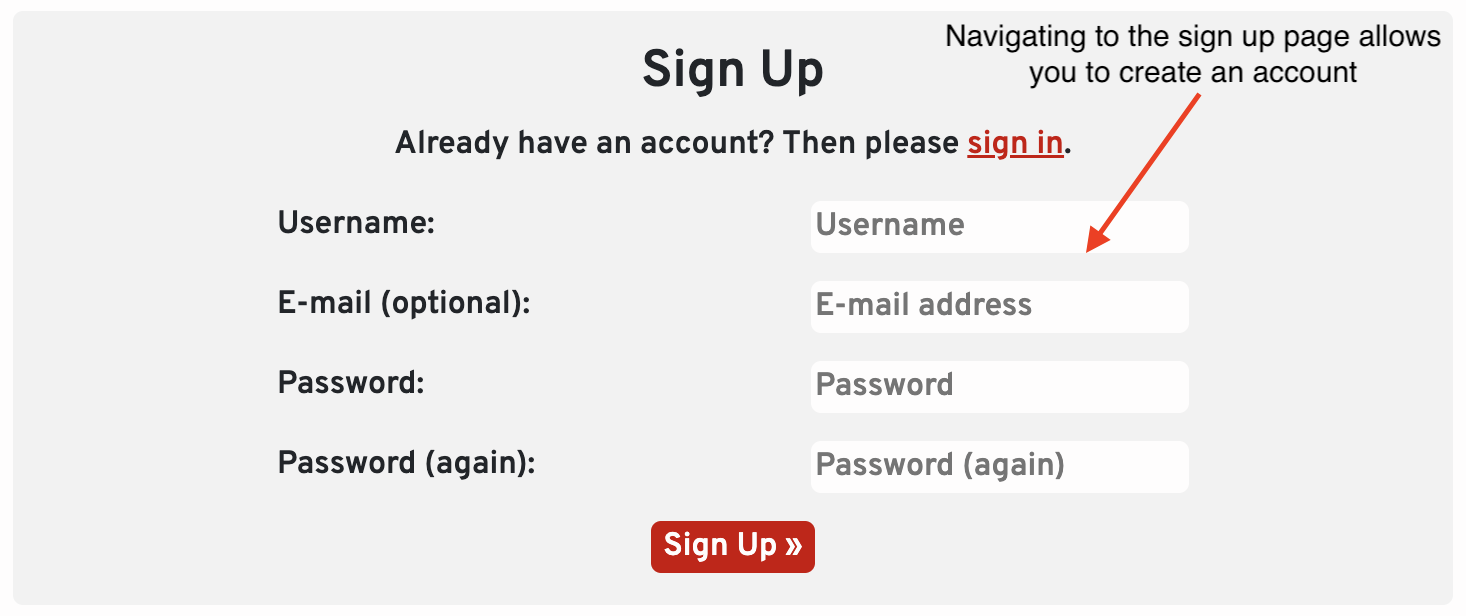 Navigating to the sign up page allows
you to create an account
Sign Up
Already have an account? Then please sign in.
Username:
Username
E-mail (optional):
E-mail address
Password:
Password
Password (again):
Password (again)
Sign Up »